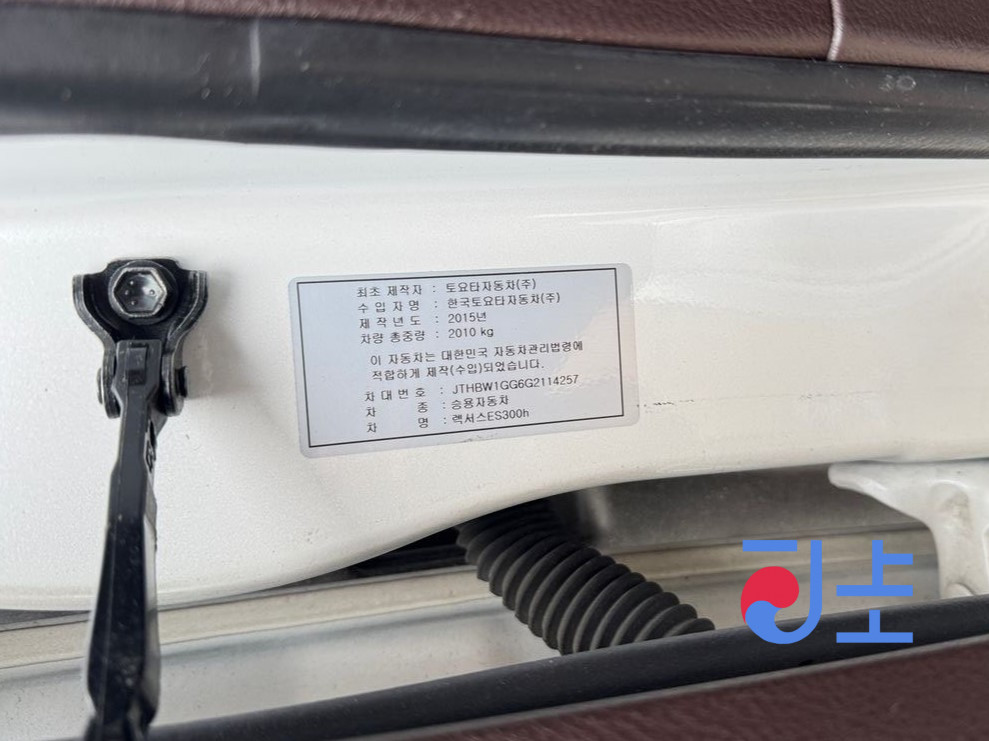 최초 제작자 : 토요타자동차(주)
수 입 자 명 : 한국토요타자동차(주)
제 작 년 도 : 2015년
차량 총중량 : 2010 kg
이 자동차는 대한민국 자동차관리법령에
적합하게 제작(수입)되었습니다.
차 대 번 호 : JTHBW1GG6G2114257
차 종 : 승용자동차
차 명 : 렉서스ES300h